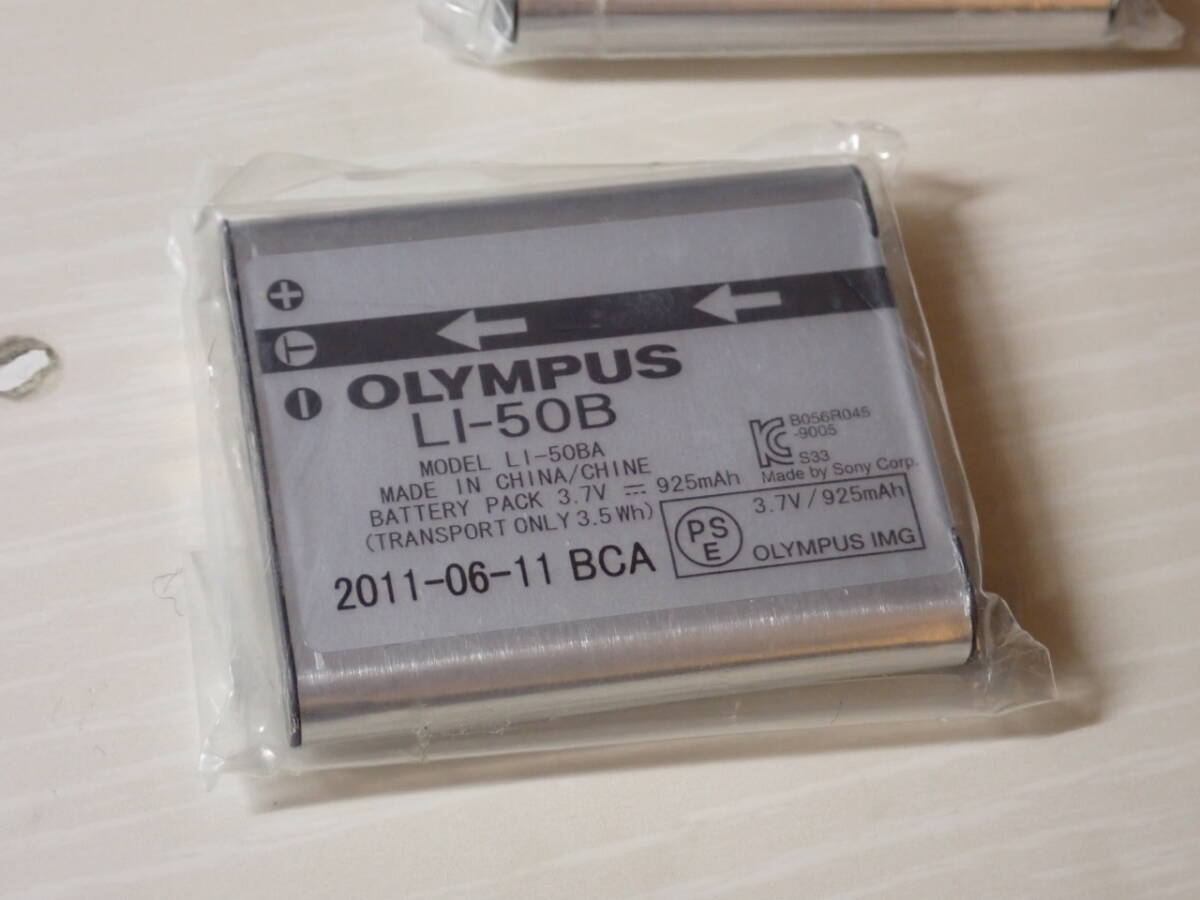 OLYMPUS
LI-50B
MODEL LI-50BA
MADE IN CHINA/CHINE
BATTERY PACK 3.7V ⎓ 925mAh
(TRANSPORT ONLY 3.5 Wh)
2011-06-11 BCA
B056R045
-9005
S33
Made by Sony Corp.
PS
E
3.7V/925mAh
OLYMPUS IMG